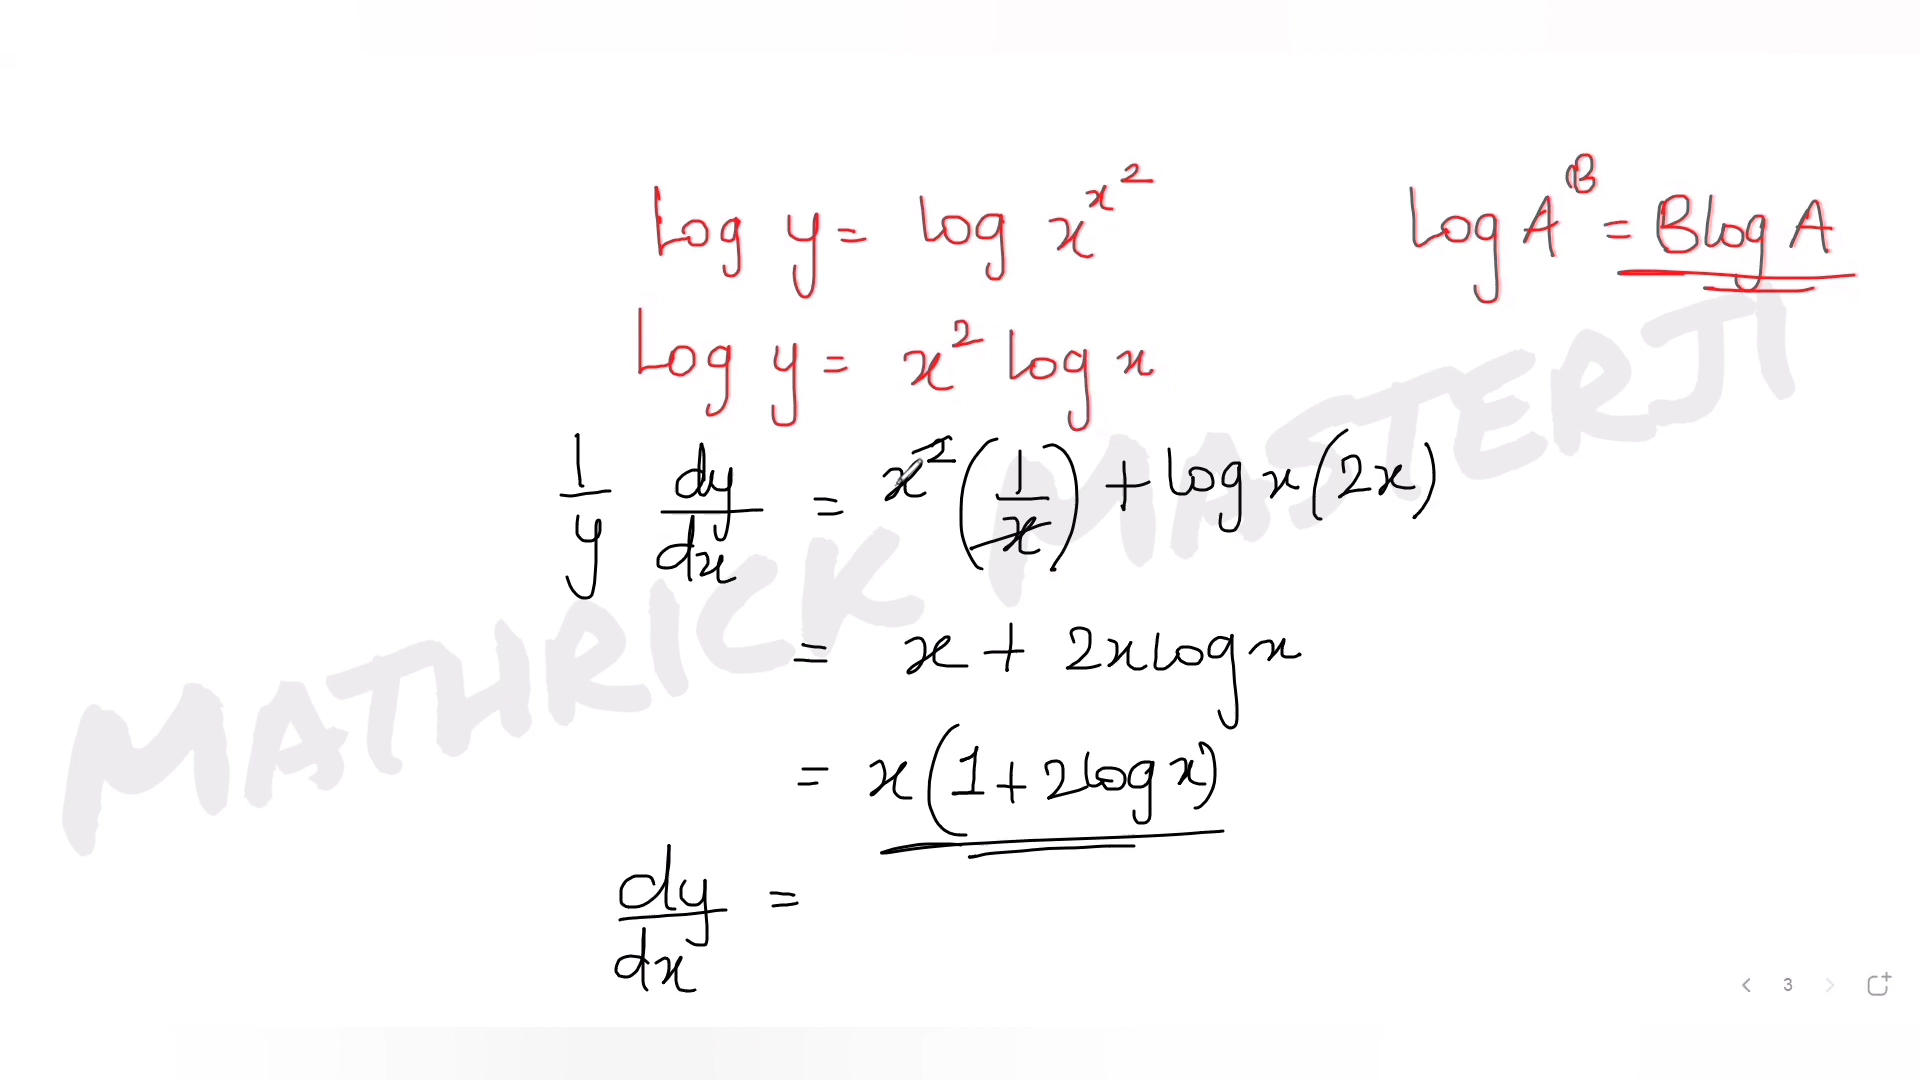 Log y = log x^x^2
Log A^B = B log A
Log y = x^2 log x
1/y dy/dx = x^2 (1/x) + log x (2x)
= x + 2x log x
= x (1 + 2 log x)
dy/dx =
MATHRICK MASTERJI
< 3 >